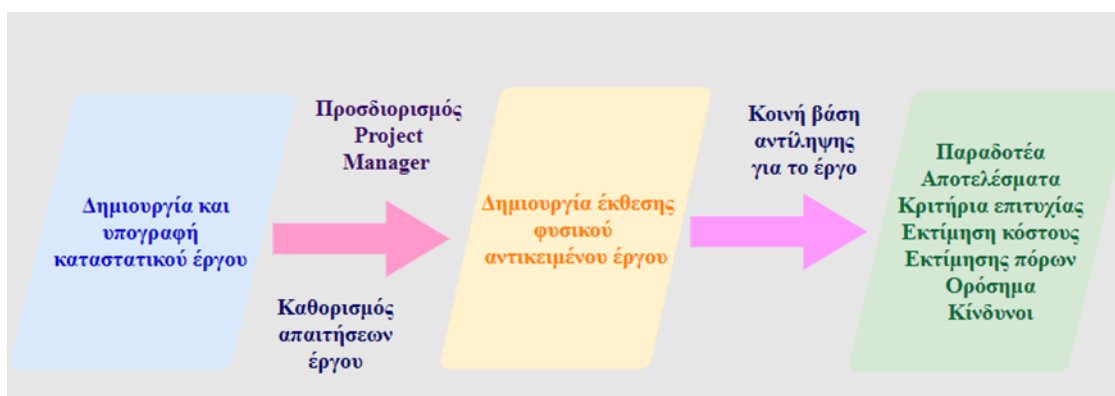 Δημιουργία και
υπογραφή
καταστατικού έργου
Προσδιορισμός
Project
Manager
Καθορισμός
απαιτήσεων
έργου
Δημιουργία έκθεσης
φυσικού
αντικειμένου έργου
Κοινή βάση
αντίληψης
για το έργο
Παραδοτέα
Αποτελέσματα
Κριτήρια επιτυχίας
Εκτίμηση κόστους
Εκτίμησης πόρων
Ορόσημα
Κίνδυνοι